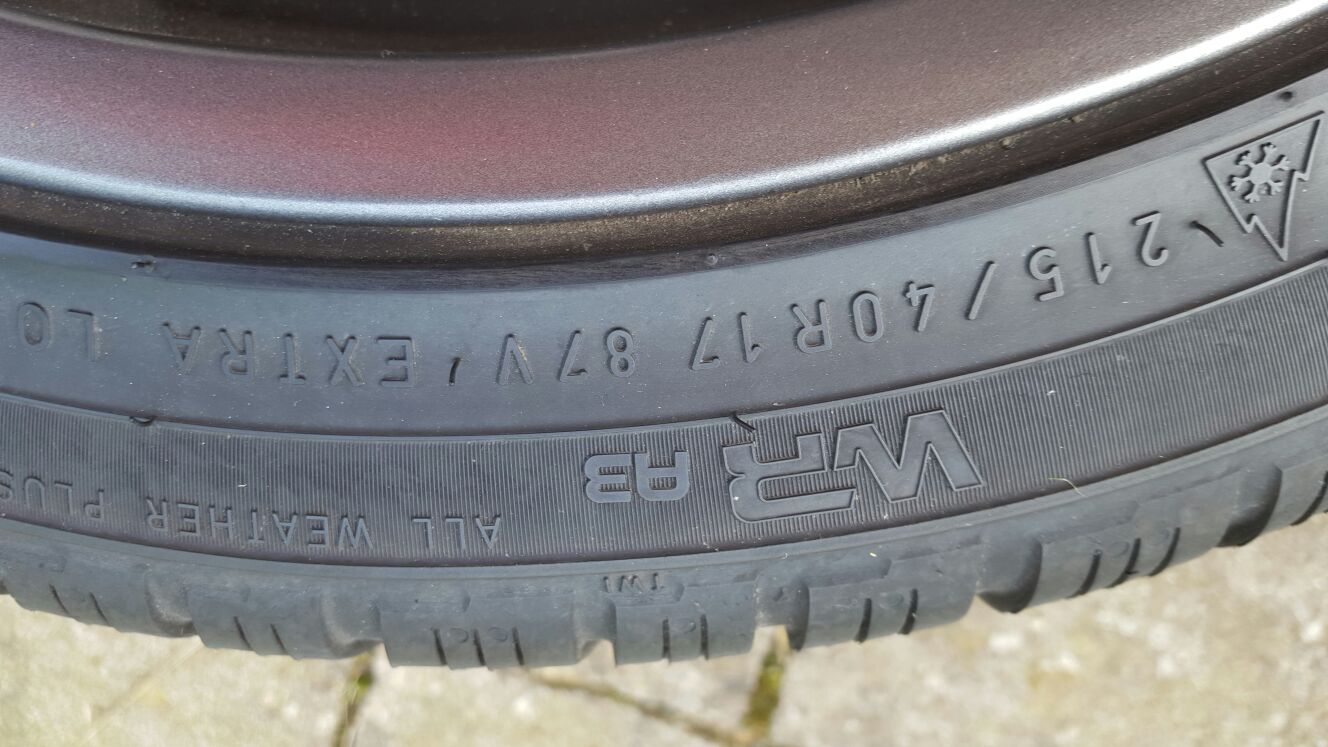 TWI
WR A3 ALL WEATHER PLUS
215/40R17 87V EXTRA LO